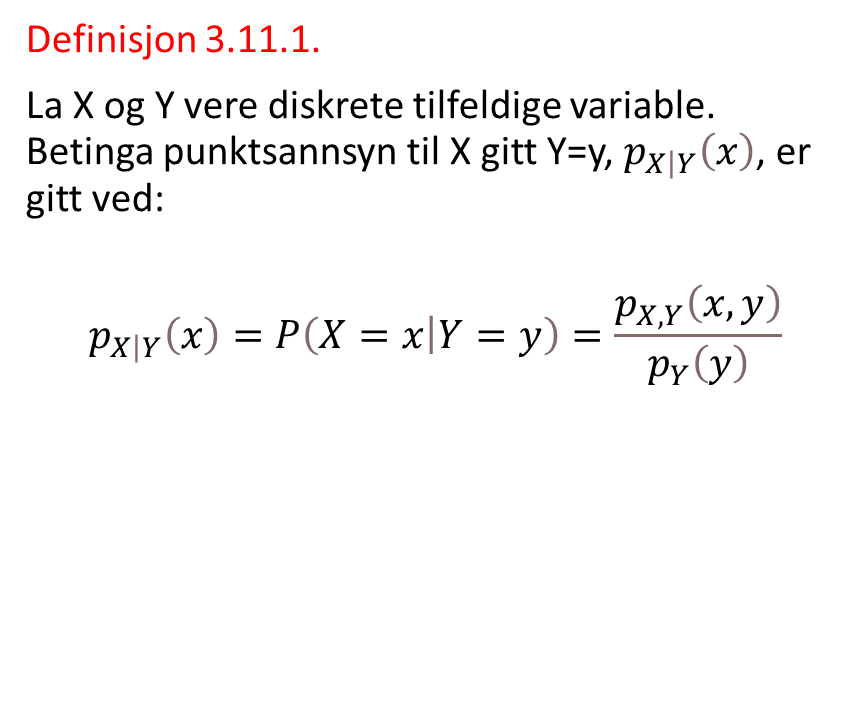 Definisjon 3.11.1.
La X og Y vere diskrete tilfeldige variable.
Betinga punktsannsyn til X gitt Y=y, p_{X|Y}(x), er
gitt ved:
p_{X|Y}(x) = P(X = x|Y = y) = \frac{p_{X,Y}(x, y)}{p_Y(y)}